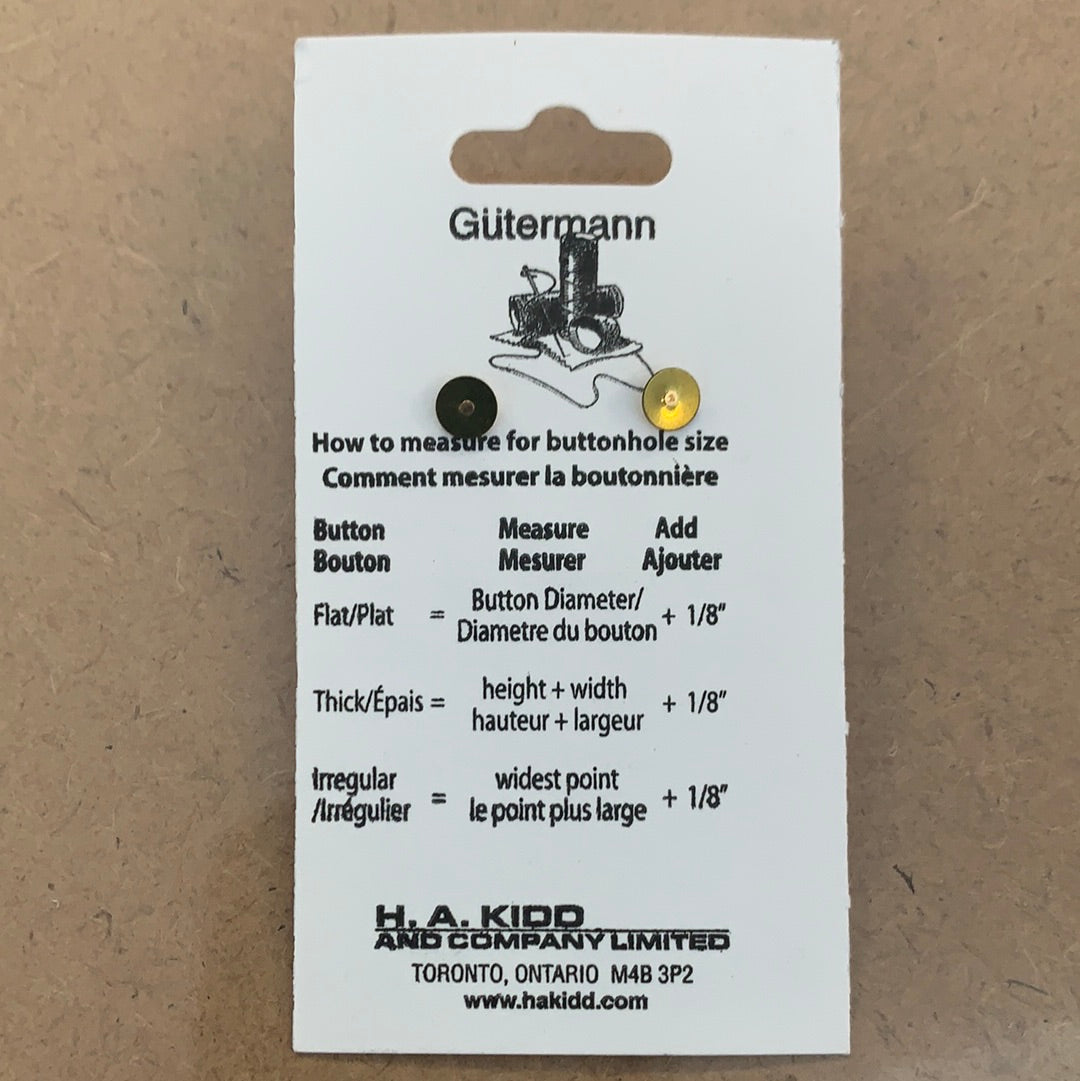 Gütermann
How to measure for buttonhole size
Comment mesurer la boutonnière
Button Measure Add
Bouton Mesurer Ajouter
Flat/Plat = Button Diameter/ + 1/8"
Diametre du bouton
Thick/Épais = height + width + 1/8"
hauteur + largeur
Irregular widest point
/Irrégulier = le point plus large + 1/8"
H. A. KIDD
AND COMPANY LIMITED
TORONTO, ONTARIO M4B 3P2
www.hakidd.com